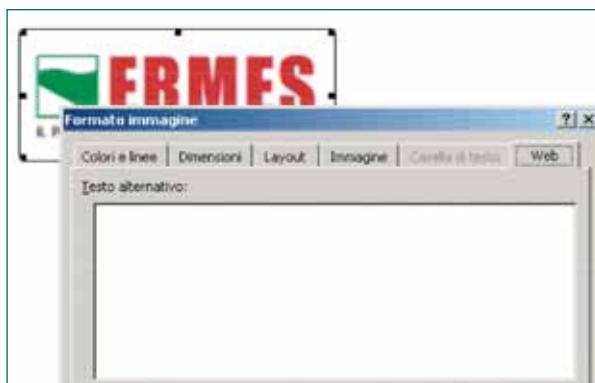 ERMES
Formato immagine
Colori e linee Dimensioni Layout Immagine Casella di testo Web
Testo alternativo: